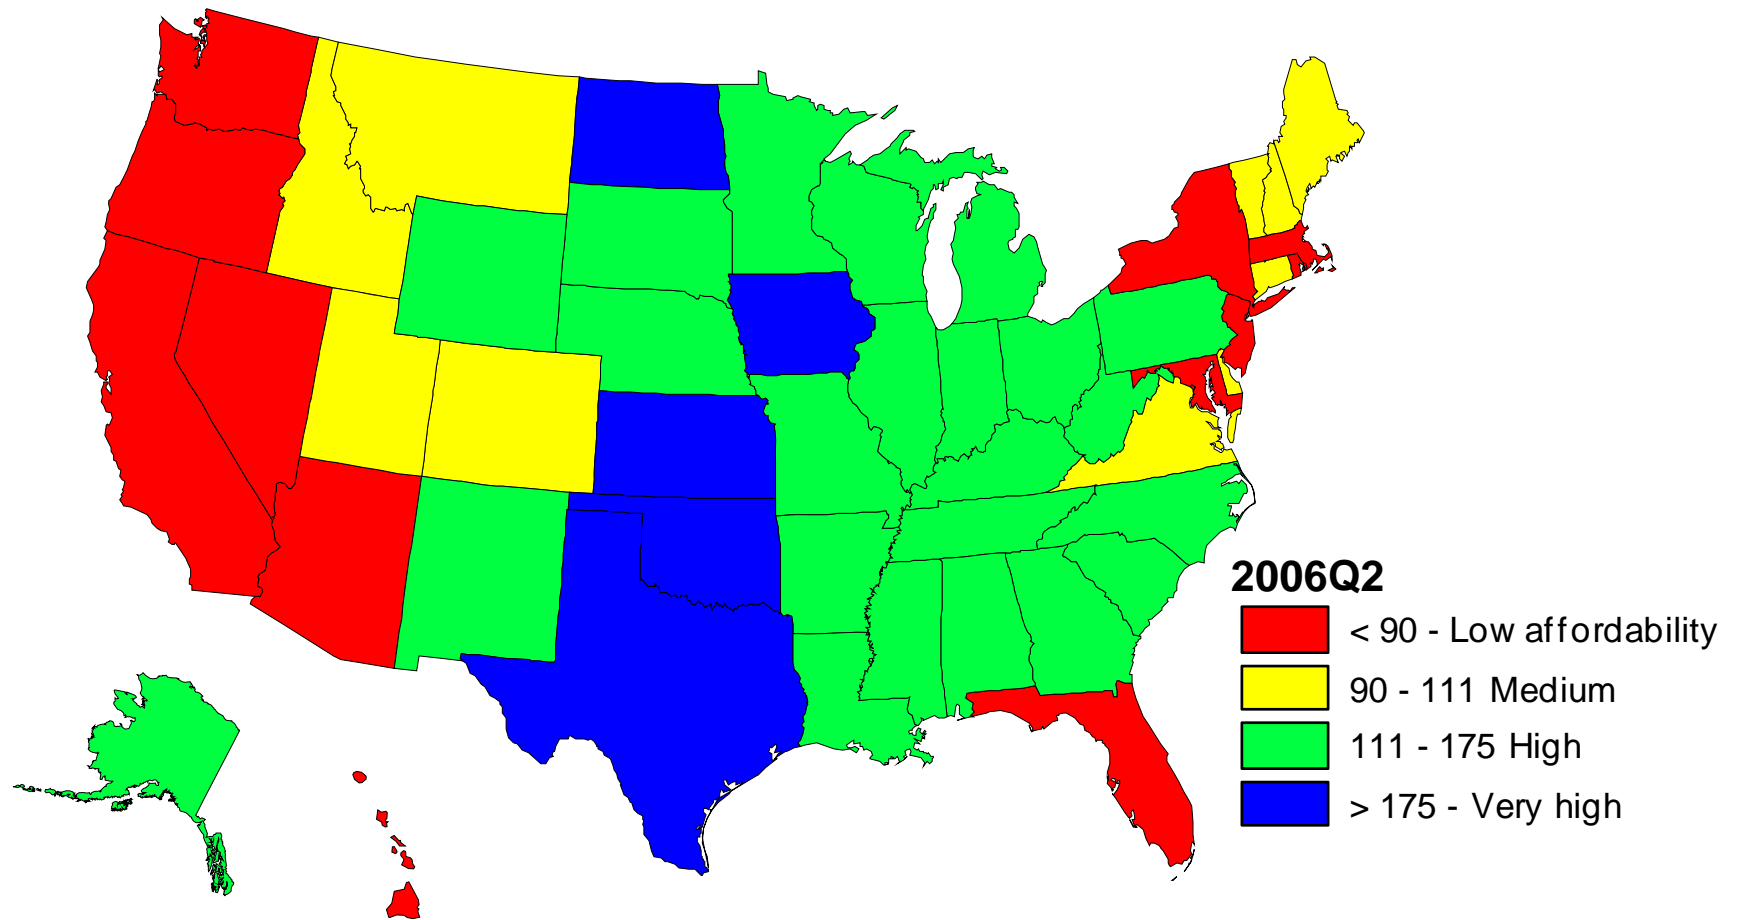 2006Q2
< 90 - Low affordability
90 - 111 Medium
111 - 175 High
> 175 - Very high